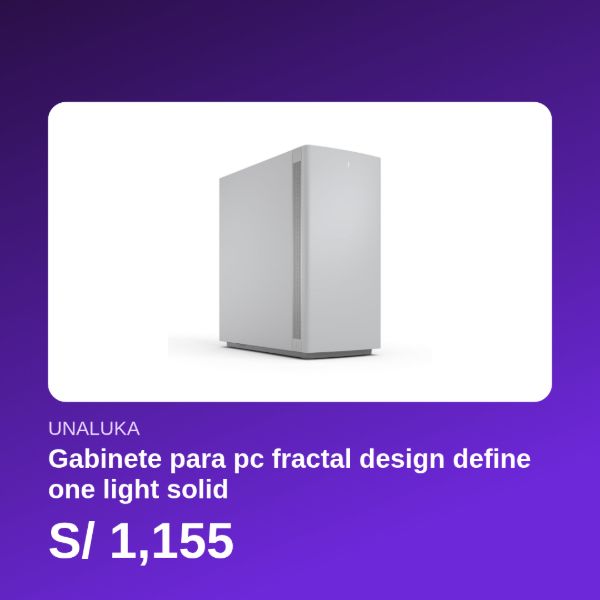 UNALUKA
Gabinete para pc fractal design define
one light solid
S/ 1,155